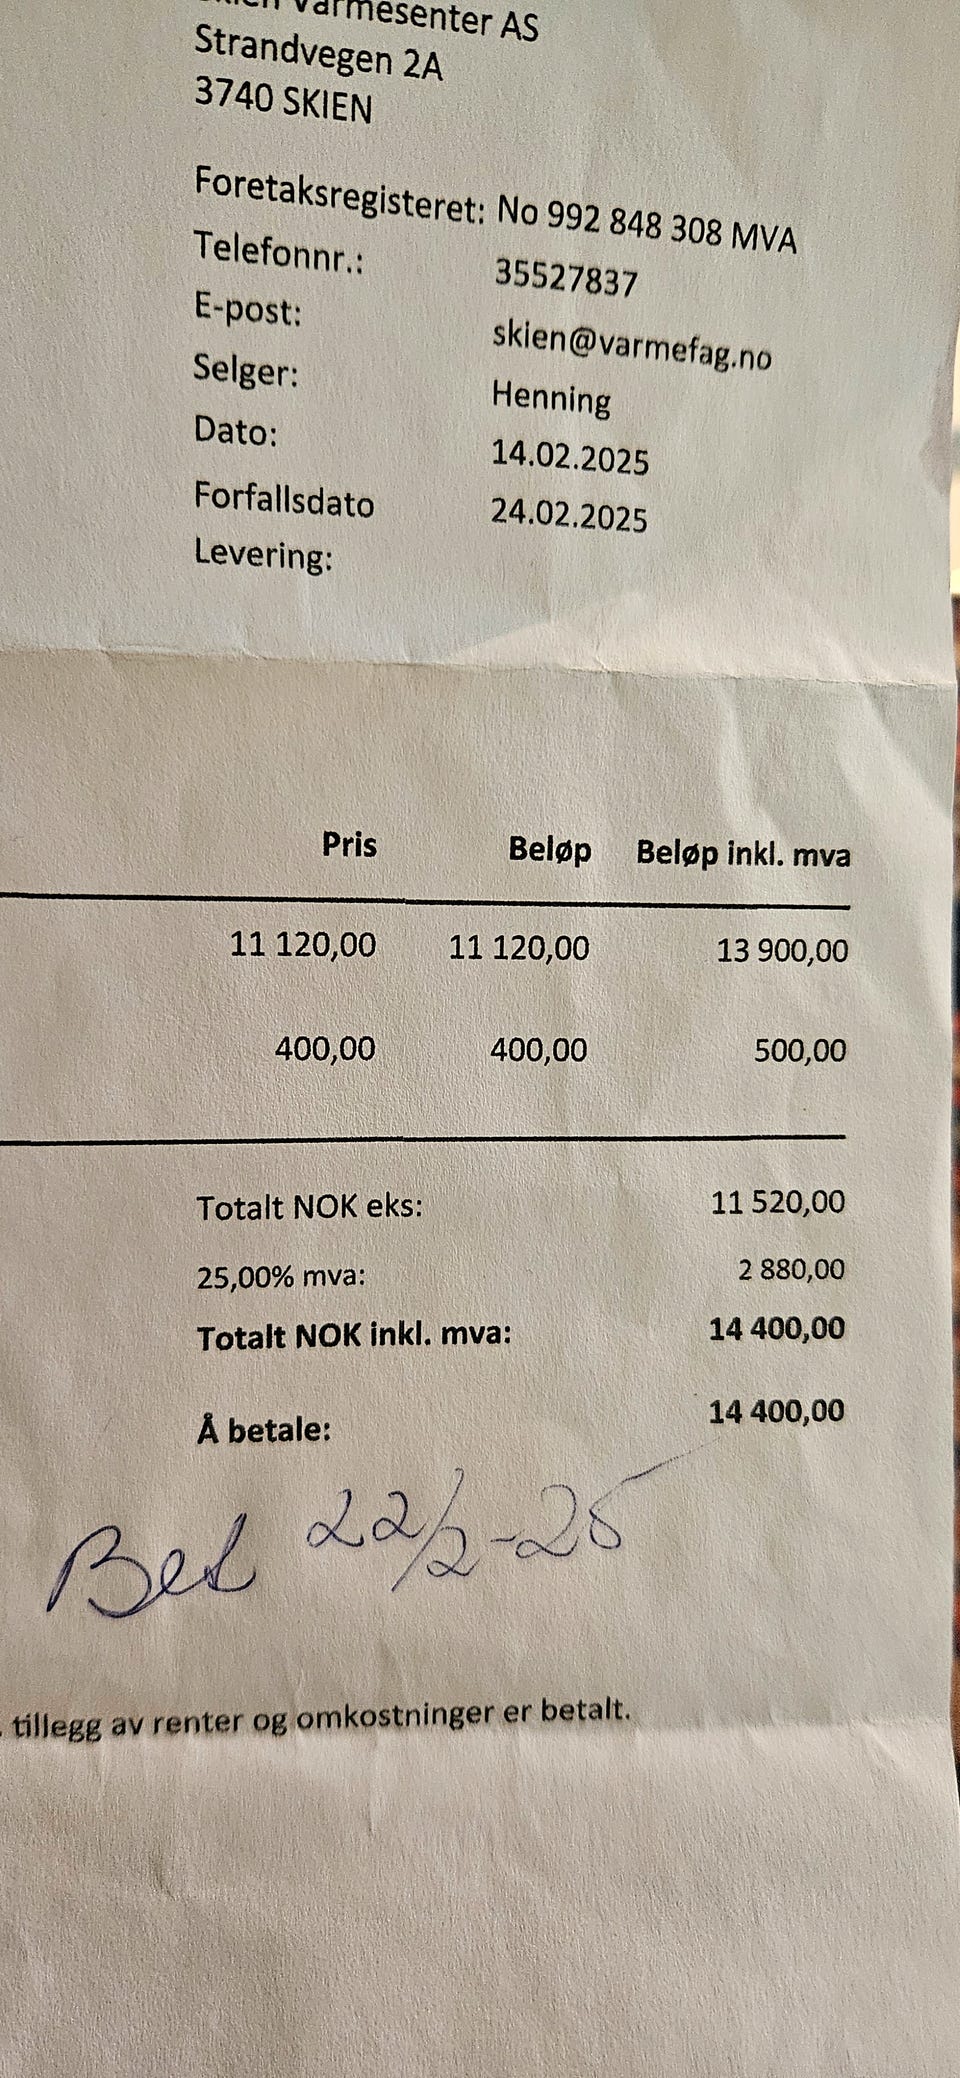 Skien Varmesenter AS
Strandvegen 2A
3740 SKIEN
Foretaksregisteret: No 992 848 308 MVA
Telefonnr.: 35527837
E-post: skien@varmefag.no
Selger: Henning
Dato: 14.02.2025
Forfallsdato 24.02.2025
Levering:
Pris Beløp Beløp inkl. mva
11 120,00 11 120,00 13 900,00
400,00 400,00 500,00
Totalt NOK eks: 11 520,00
25,00% mva: 2 880,00
Totalt NOK inkl. mva: 14 400,00
Å betale: 14 400,00
Bet 22/2-25
. tillegg av renter og omkostninger er betalt.